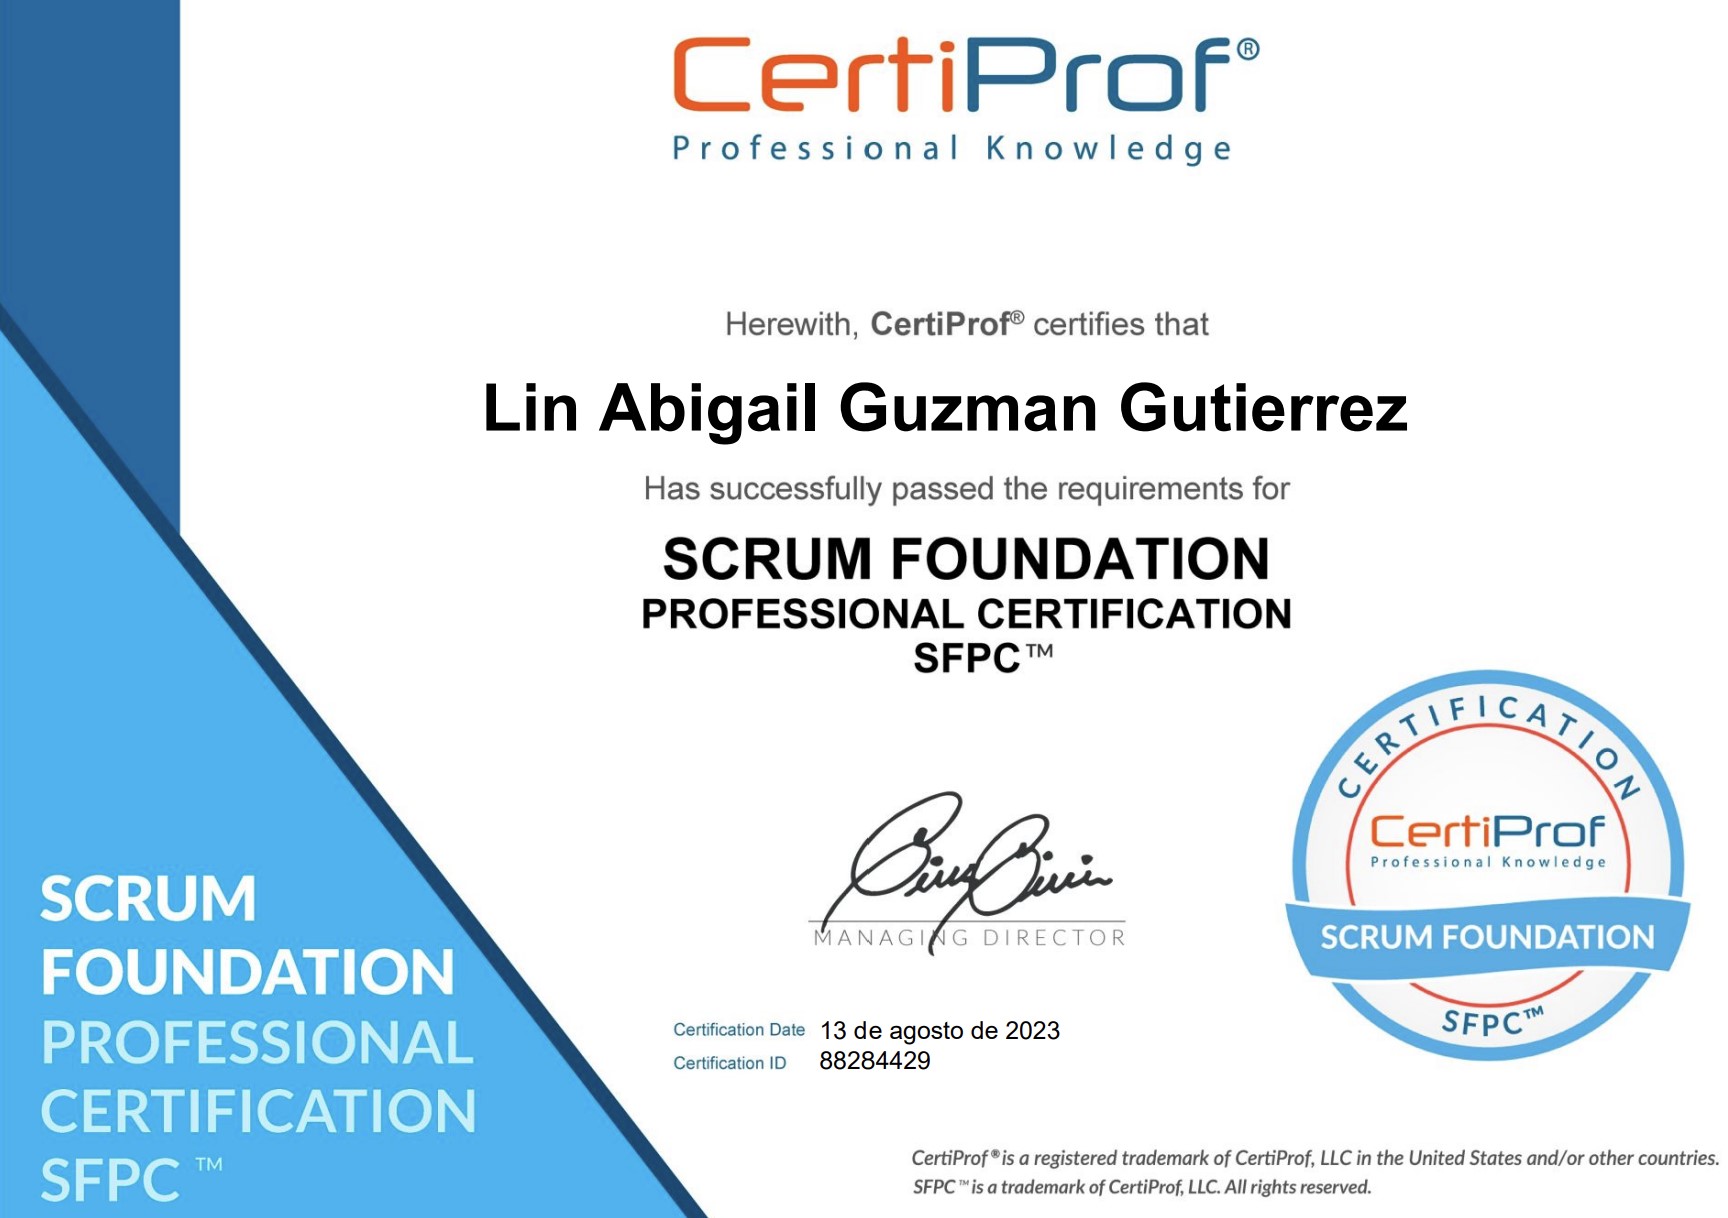 CertiProf®
Professional Knowledge
Herewith, CertiProf® certifies that
Lin Abigail Guzman Gutierrez
Has successfully passed the requirements for
SCRUM FOUNDATION
PROFESSIONAL CERTIFICATION
SFPC™
MANAGING DIRECTOR
Certification Date 13 de agosto de 2023
Certification ID 88284429
CERTIFICATION
CertiProf
Professional Knowledge
SCRUM FOUNDATION
SFPC™
SCRUM
FOUNDATION
PROFESSIONAL
CERTIFICATION
SFPC ™
CertiProf® is a registered trademark of CertiProf, LLC in the United States and/or other countries.
SFPC™ is a trademark of CertiProf, LLC. All rights reserved.